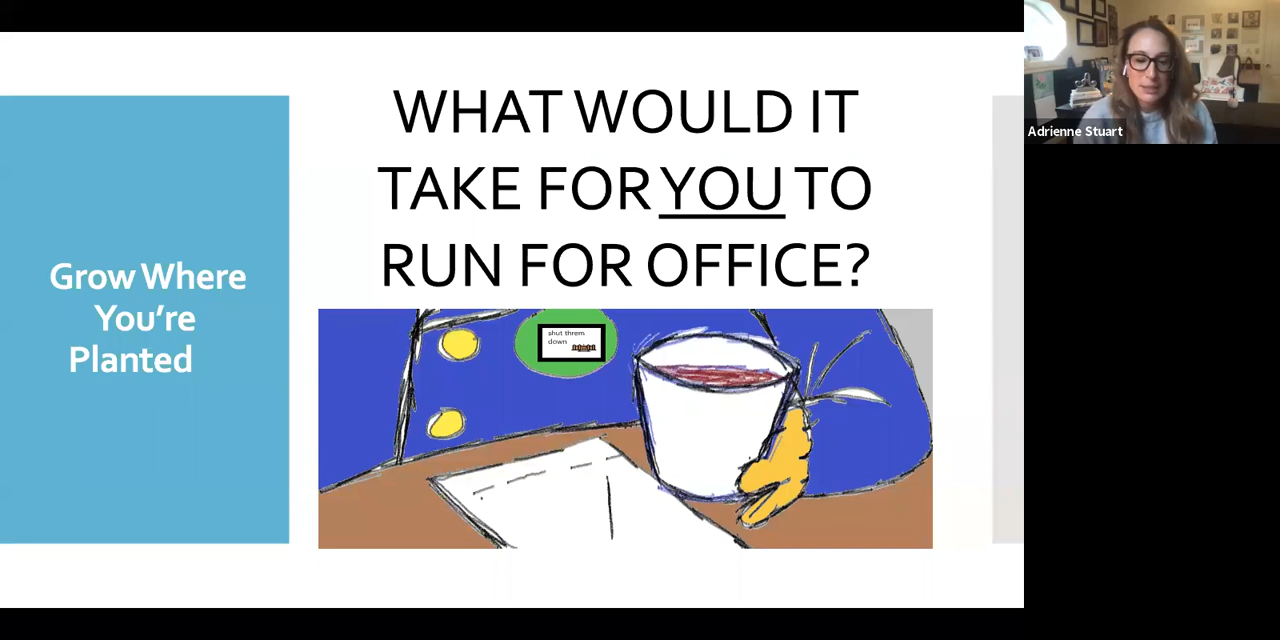 Grow Where
You're
Planted
WHAT WOULD IT
TAKE FOR YOU TO
RUN FOR OFFICE?
shut threm
down
Adrienne Stuart